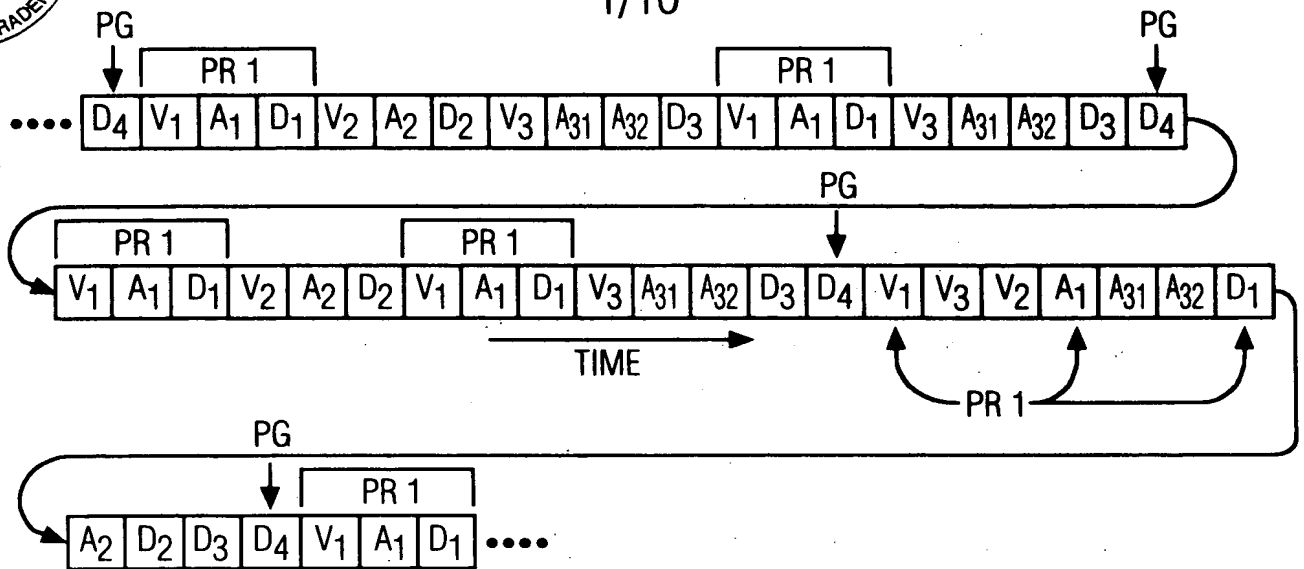 1/10
PG PG
PR 1 PR 1
D4 V1 A1 D1 V2 A2 D2 V3 A31 A32 D3 V1 A1 D1 V3 A31 A32 D3 D4
PG
PR 1 PR 1
V1 A1 D1 V2 A2 D2 V1 A1 D1 V3 A31 A32 D3 D4 V1 V3 V2 A1 A31 A32 D1
TIME
PR 1
PG
PR 1
A2 D2 D3 D4 V1 A1 D1